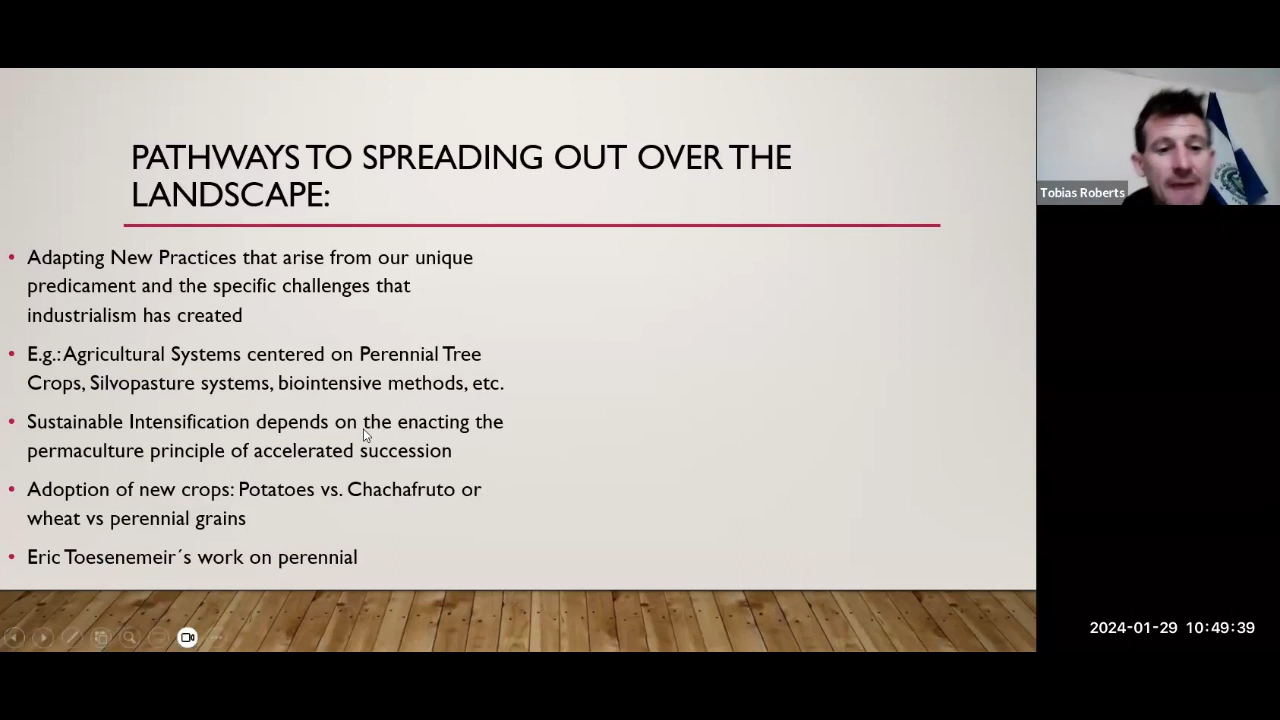 PATHWAYS TO SPREADING OUT OVER THE
LANDSCAPE:
• Adapting New Practices that arise from our unique
predicament and the specific challenges that
industrialism has created
• E.g.: Agricultural Systems centered on Perennial Tree
Crops, Silvopasture systems, biointensive methods, etc.
• Sustainable Intensification depends on the enacting the
permaculture principle of accelerated succession
• Adoption of new crops: Potatoes vs. Chachafruto or
wheat vs perennial grains
• Eric Toesenemeir´s work on perennial
Tobias Roberts
2024-01-29 10:49:39